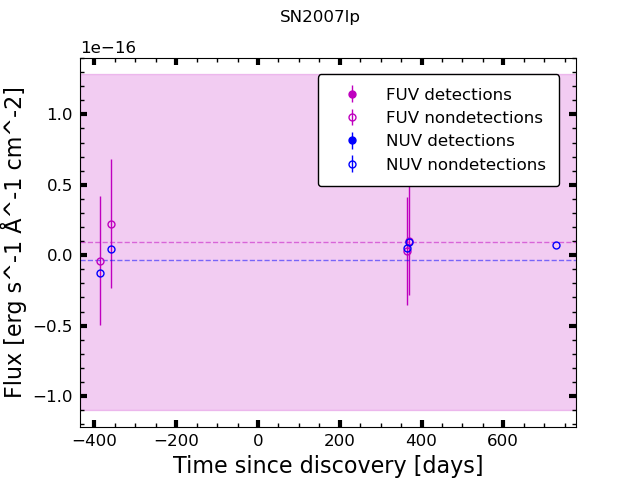 SN2007lp
1e−16
FUV detections
FUV nondetections
NUV detections
NUV nondetections
1.0
0.5
0.0
−0.5
−1.0
Flux [erg s^-1 Å^-1 cm^-2]
−400
−200
0
200
400
600
Time since discovery [days]